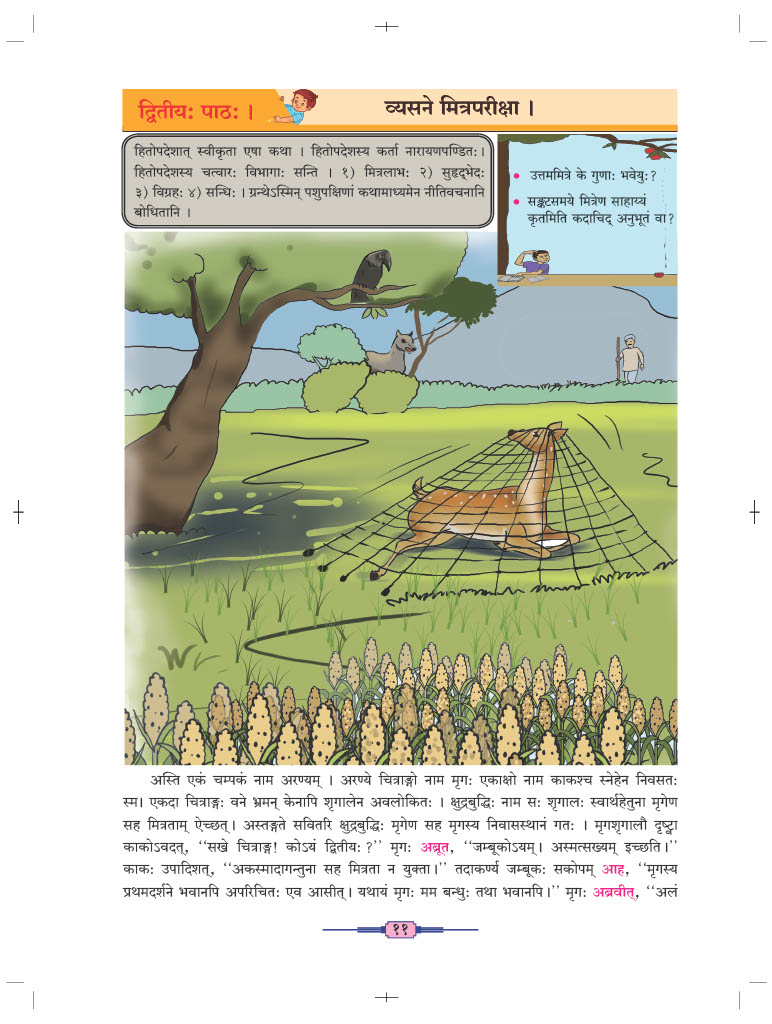 द्वितीय: पाठ: ।
व्यसने मित्रपरीक्षा ।
हितोपदेशात् स्वीकृता एषा कथा । हितोपदेशस्य कर्ता नारायणपण्डित: ।
हितोपदेशस्य चत्वार: विभागा: सन्ति । १) मित्रलाभ: २) सुहृद्भेद:
३) विग्रह: ४) सन्धि: । ग्रन्थेऽस्मिन् पशुपक्षिणां कथामाध्यमेन नीतिवचनानि
बोधितानि ।
• उत्तममित्रे के गुणा: भवेयु: ?
• सङ्कटसमये मित्रेण साहाय्यं
कृतमिति कदाचिद् अनुभूतं वा ?
अस्ति एकं चम्पकं नाम अरण्यम् । अरण्ये चित्राङ्गो नाम मृग: एकाक्षो नाम काकश्च स्नेहेन निवसत:
स्म। एकदा चित्राङ्ग: वने भ्रमन् केनापि शृगालेन अवलोकित: । क्षुद्रबुद्धि: नाम स: शृगाल: स्वार्थहेतुना मृगेण
सह मित्रताम् ऐच्छत्। अस्तङ्गते सवितरि क्षुद्रबुद्धि: मृगेण सह मृगस्य निवासस्थानं गत: । मृगशृगालौ दृष्ट्वा
काकोऽवदत्, ‘‘सखे चित्राङ्ग! कोऽयं द्वितीय: ?’’ मृग: अब्रूत, ‘‘जम्बूकोऽयम्। अस्मत्सख्यम् इच्छति।’’
काक: उपादिशत्, ‘‘अकस्मादागन्तुना सह मित्रता न युक्ता।’’ तदाकर्ण्य जम्बूक: सकोपम् आह, ‘‘मृगस्य
प्रथमदर्शने भवानपि अपरिचित: एव आसीत्। यथायं मृग: मम बन्धु: तथा भवानपि।’’ मृग: अब्रवीत्, ‘‘अलं
११